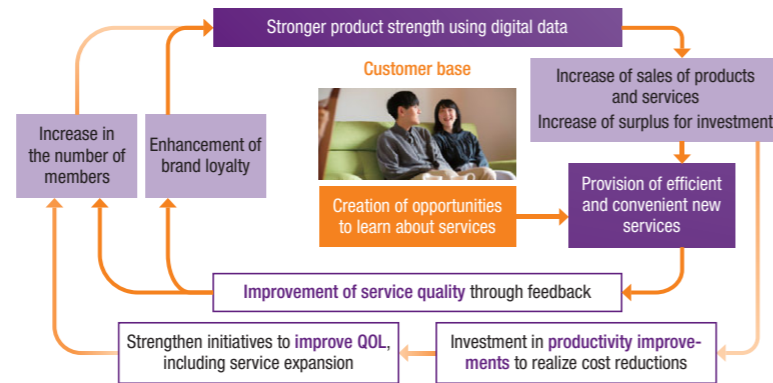 Stronger product strength using digital data
Customer base
Increase of sales of products
and services
Increase of surplus for investment
Increase in
the number of
members
Enhancement of
brand loyalty
Creation of opportunities
to learn about services
Provision of efficient
and convenient new
services
Improvement of service quality through feedback
Strengthen initiatives to improve QOL,
including service expansion
Investment in productivity improve-
ments to realize cost reductions